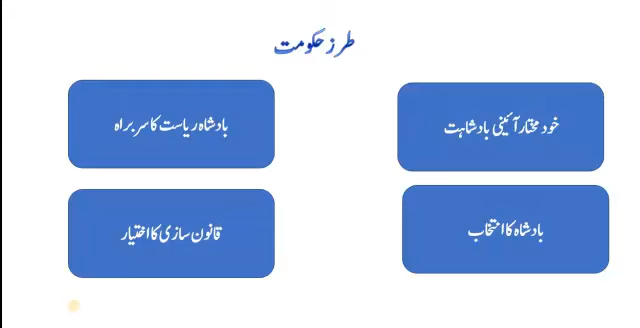 طرز حکومت
خود مختار آئینی بادشاہت
بادشاہ ریاست کا سربراہ
بادشاہ کا انتخاب
قانون سازی کا اختیار